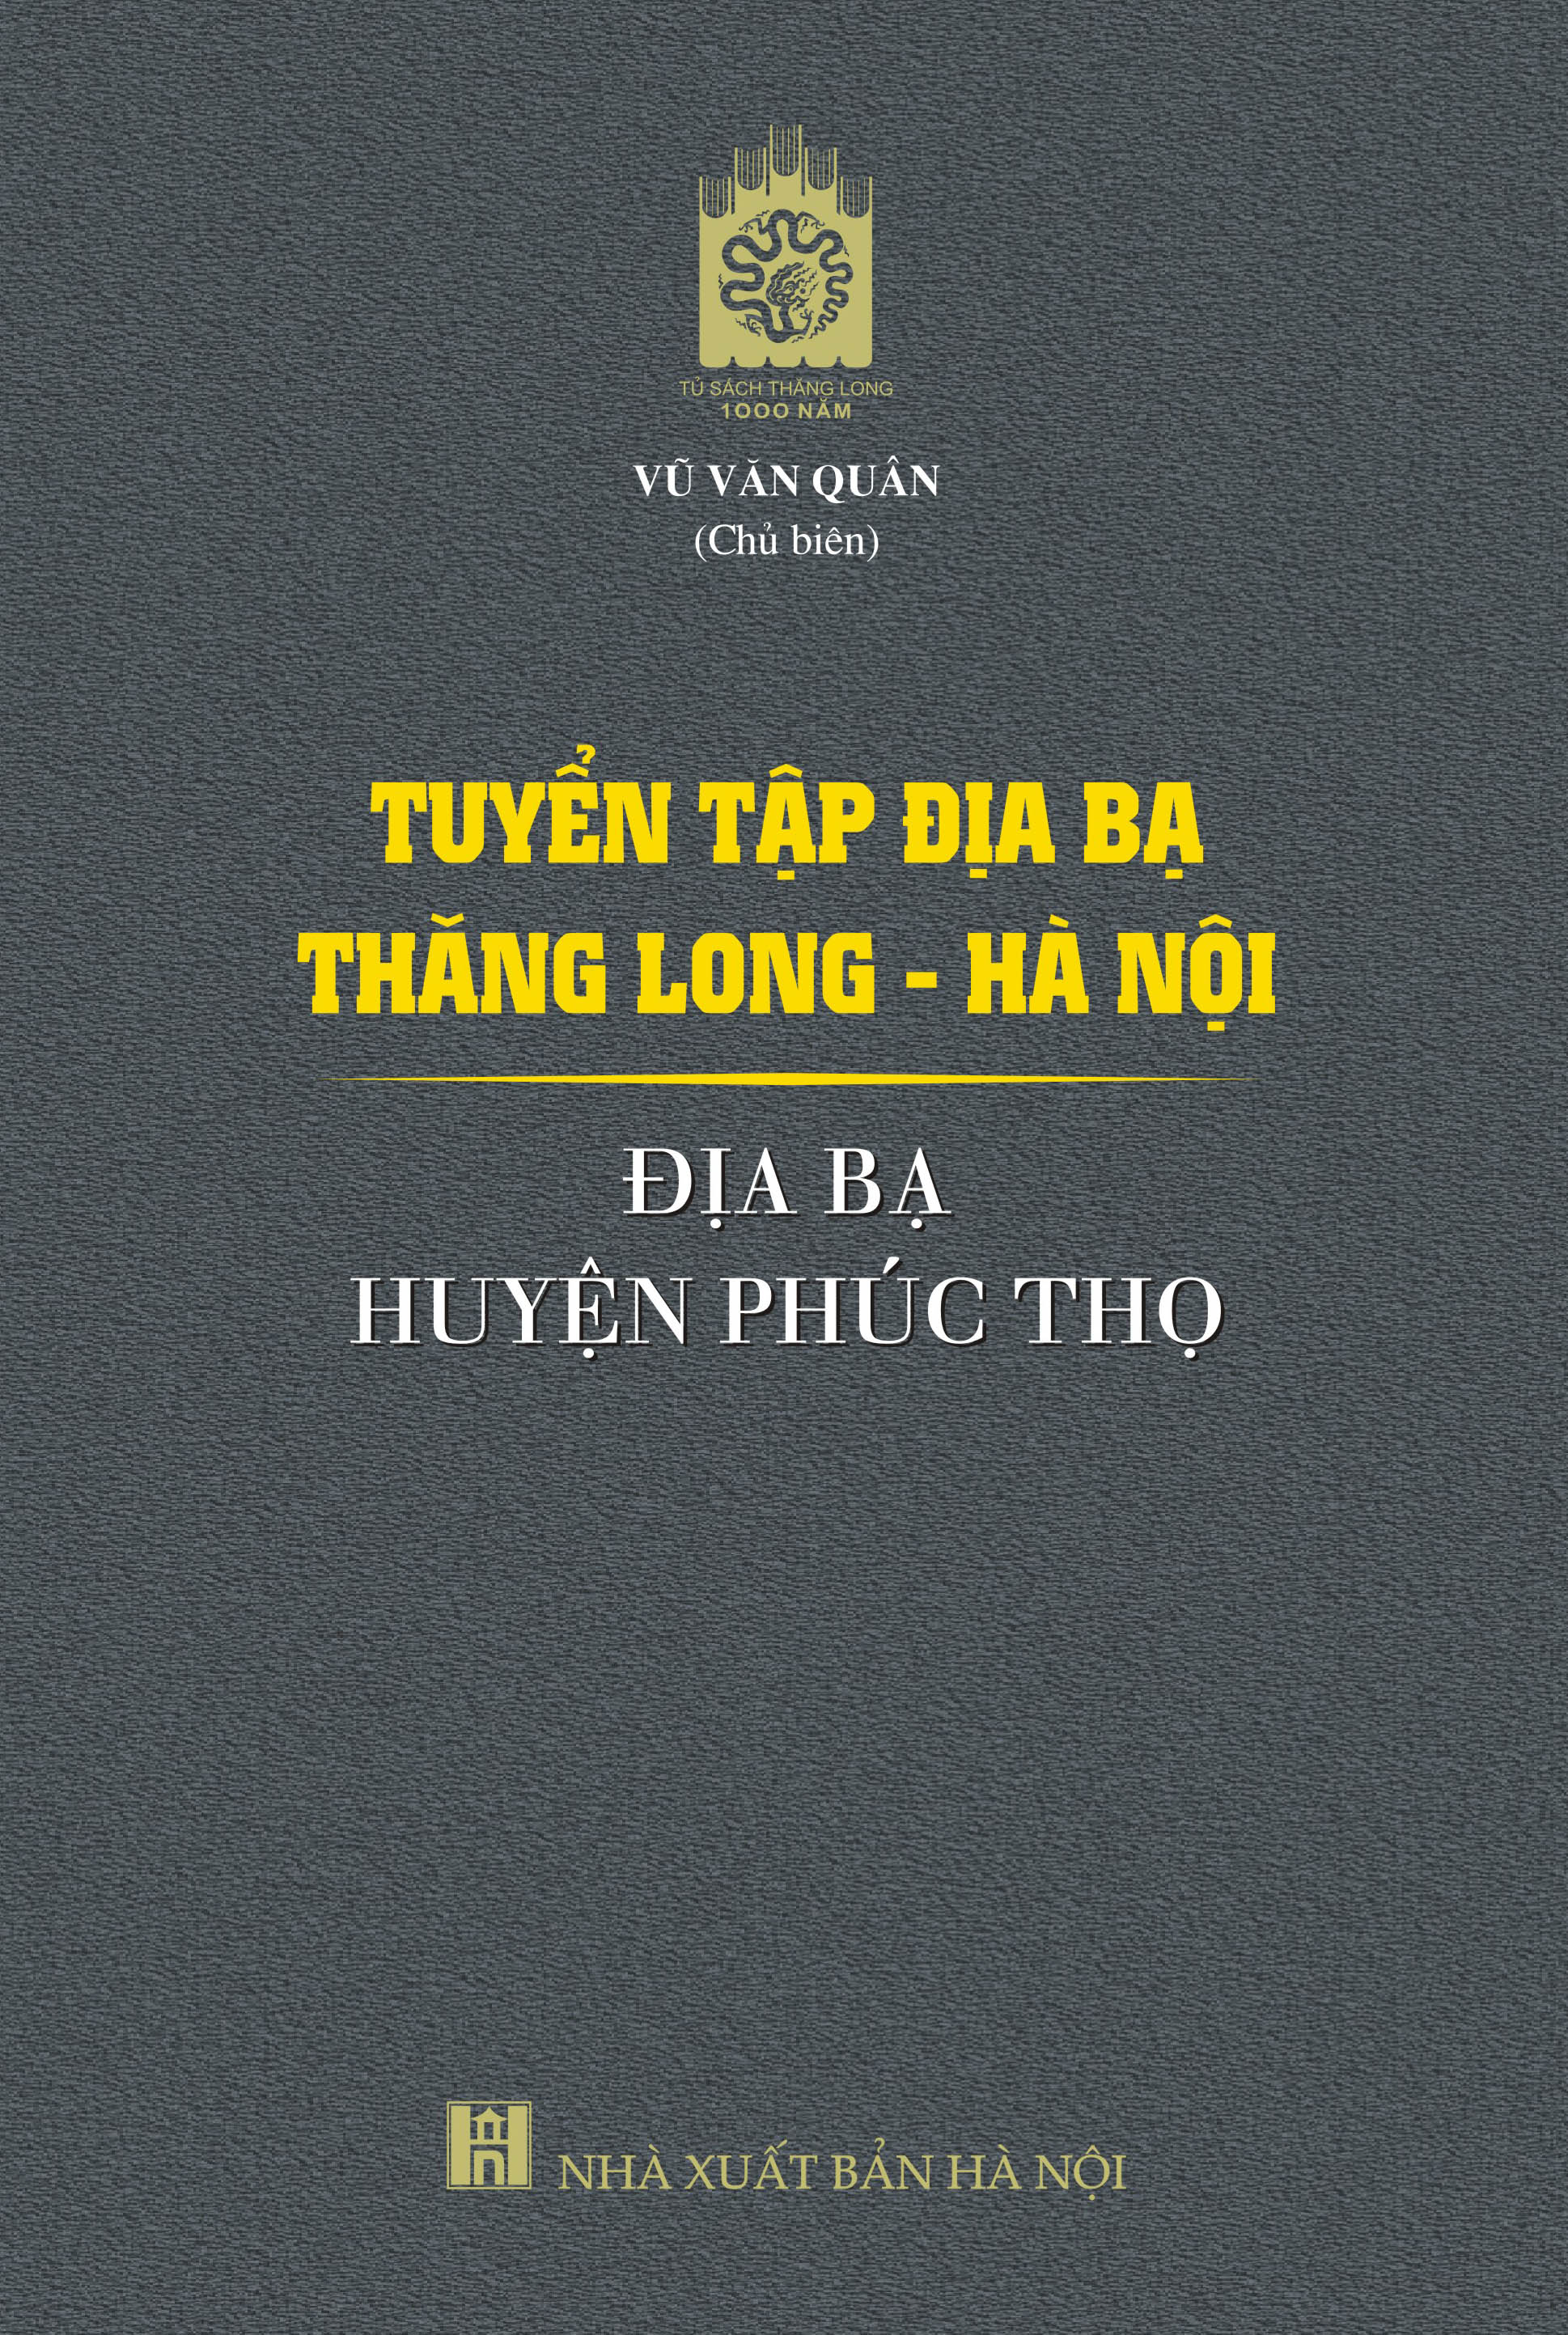 TỦ SÁCH THĂNG LONG
1000 NĂM
VŨ VĂN QUÂN
(Chủ biên)
TUYỂN TẬP ĐỊA BẠ
THĂNG LONG - HÀ NỘI
ĐỊA BẠ
HUYỆN PHÚC THỌ
NHÀ XUẤT BẢN HÀ NỘI